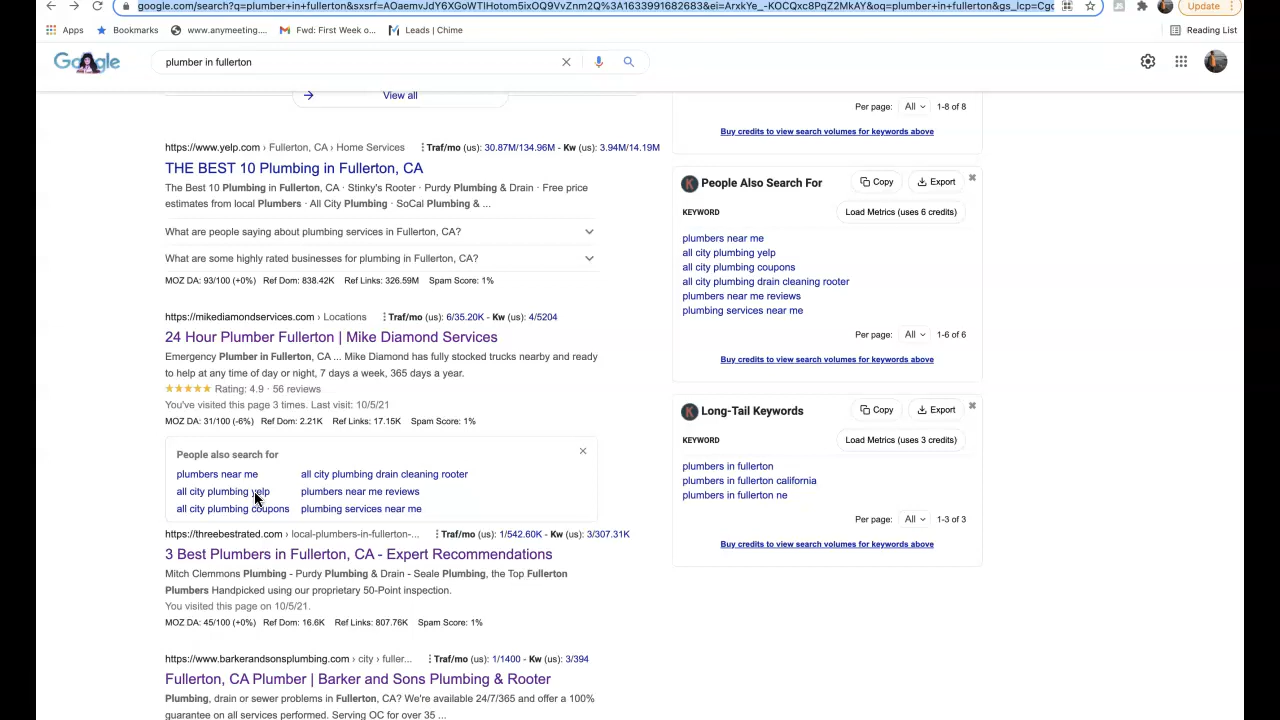 google.com/search?q=plumber+in+fullerton&sxsrf=AOaemvJdY6XGoWTlHotom5ixOQ9VvZnm2Q%3A1633991682683&ei=ArxkYe_-KOCQxc8PqZ2MkAY&oq=plumber+in+fullerton&gs_lcp=Cgc
Update
Apps
Bookmarks
www.anymeeting....
Fwd: First Week o...
Leads | Chime
Reading List
Google
plumber in fullerton
View all
https://www.yelp.com › Fullerton, CA › Home Services
Traf/mo (us): 30.87M/134.96M - Kw (us): 3.94M/14.19M
THE BEST 10 Plumbing in Fullerton, CA
The Best 10 Plumbing in Fullerton, CA · Stinky's Rooter · Purdy Plumbing & Drain · Free price
estimates from local Plumbers · All City Plumbing · SoCal Plumbing & ...
What are people saying about plumbing services in Fullerton, CA?
What are some highly rated businesses for plumbing in Fullerton, CA?
MOZ DA: 93/100 (+0%) Ref Dom: 838.42K Ref Links: 326.59M Spam Score: 1%
https://mikediamondservices.com › Locations
Traf/mo (us): 6/35.20K - Kw (us): 4/5204
24 Hour Plumber Fullerton | Mike Diamond Services
Emergency Plumber in Fullerton, CA ... Mike Diamond has fully stocked trucks nearby and ready
to help at any time of day or night, 7 days a week, 365 days a year.
★★★★★ Rating: 4.9 · 56 reviews
You've visited this page 3 times. Last visit: 10/5/21
MOZ DA: 31/100 (-6%) Ref Dom: 2.21K Ref Links: 17.15K Spam Score: 1%
People also search for
plumbers near me
all city plumbing drain cleaning rooter
all city plumbing yelp
plumbers near me reviews
all city plumbing coupons
plumbing services near me
https://threebestrated.com › local-plumbers-in-fullerton-...
Traf/mo (us): 1/542.60K - Kw (us): 3/307.31K
3 Best Plumbers in Fullerton, CA - Expert Recommendations
Mitch Clemmons Plumbing - Purdy Plumbing & Drain - Seale Plumbing, the Top Fullerton
Plumbers Handpicked using our proprietary 50-Point inspection.
You visited this page on 10/5/21.
MOZ DA: 45/100 (+0%) Ref Dom: 16.6K Ref Links: 807.76K Spam Score: 1%
https://www.barkerandsonsplumbing.com › city › fuller...
Traf/mo (us): 1/1400 - Kw (us): 3/394
Fullerton, CA Plumber | Barker and Sons Plumbing & Rooter
Plumbing, drain or sewer problems in Fullerton, CA? We're available 24/7/365 and offer a 100%
guarantee on all services performed. Serving OC for over 35 ...
Per page: All 1-8 of 8
Buy credits to view search volumes for keywords above
K People Also Search For
Copy
Export
KEYWORD
Load Metrics (uses 6 credits)
plumbers near me
all city plumbing yelp
all city plumbing coupons
all city plumbing drain cleaning rooter
plumbers near me reviews
plumbing services near me
Per page: All 1-6 of 6
Buy credits to view search volumes for keywords above
K Long-Tail Keywords
Copy
Export
KEYWORD
Load Metrics (uses 3 credits)
plumbers in fullerton
plumbers in fullerton california
plumbers in fullerton ne
Per page: All 1-3 of 3
Buy credits to view search volumes for keywords above